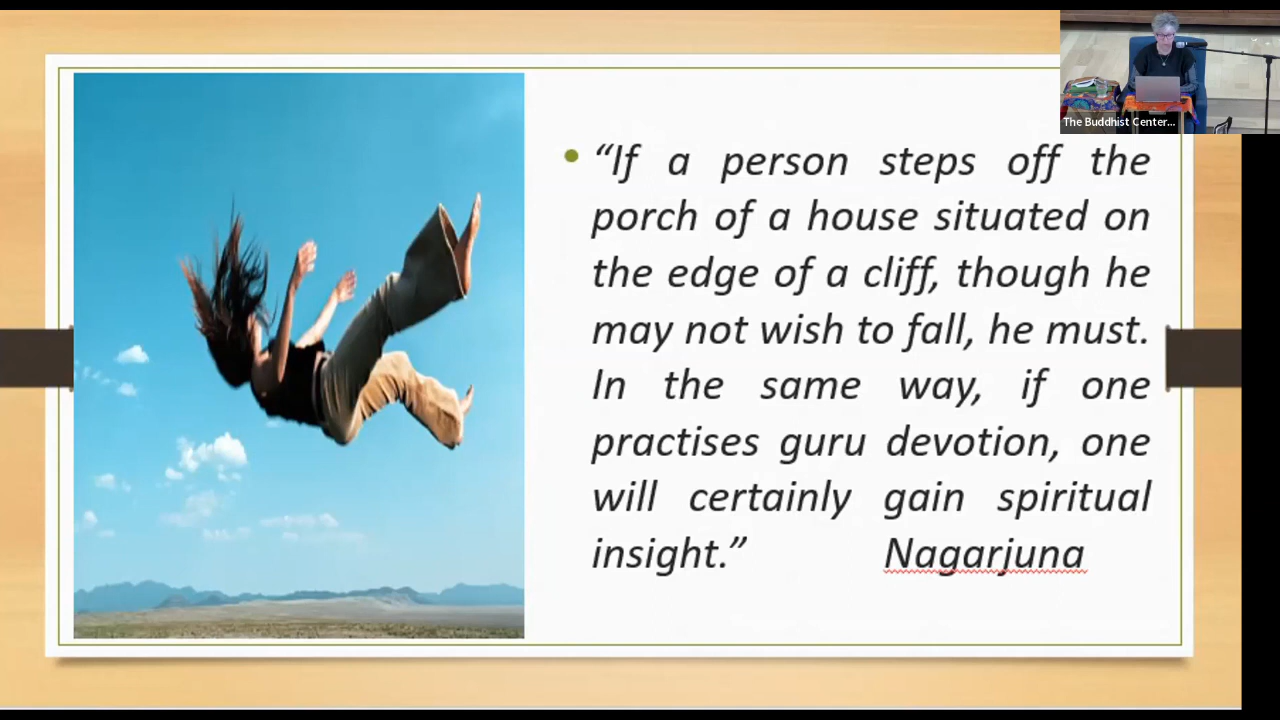 The Buddhist Center...
• “If a person steps off the
porch of a house situated on
the edge of a cliff, though he
may not wish to fall, he must.
In the same way, if one
practises guru devotion, one
will certainly gain spiritual
insight.” Nagarjuna